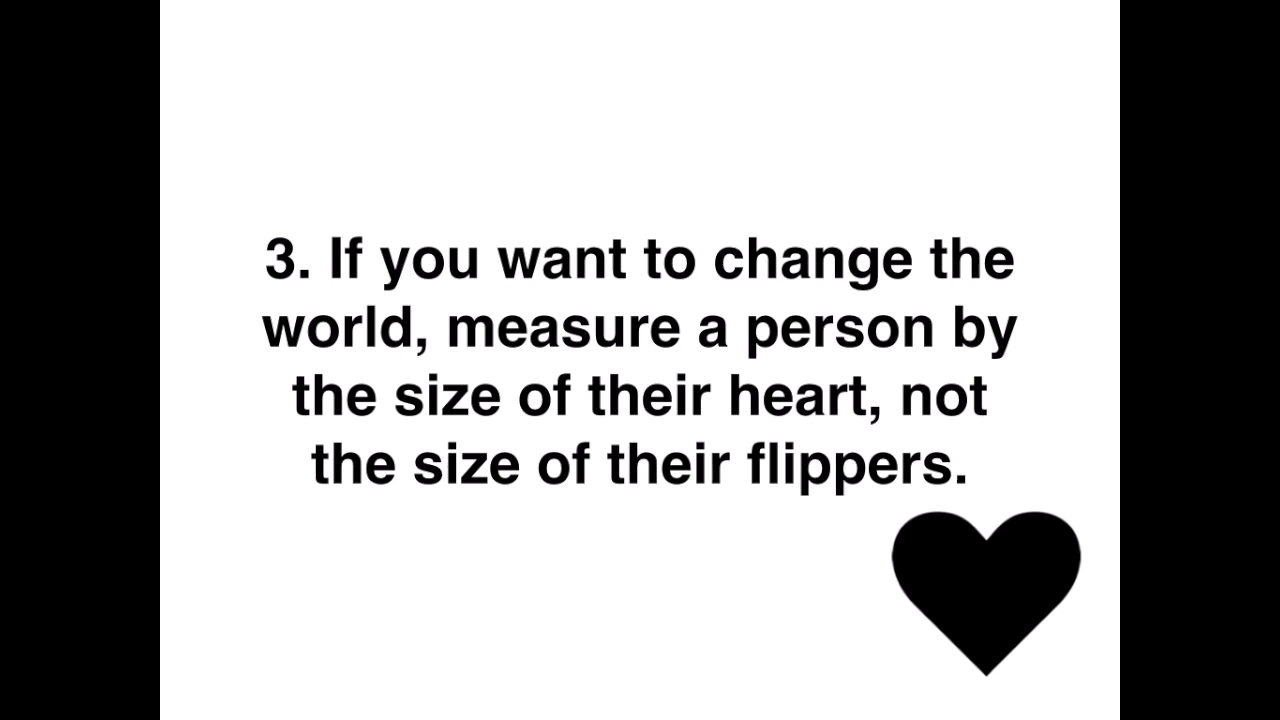 3. If you want to change the
world, measure a person by
the size of their heart, not
the size of their flippers.